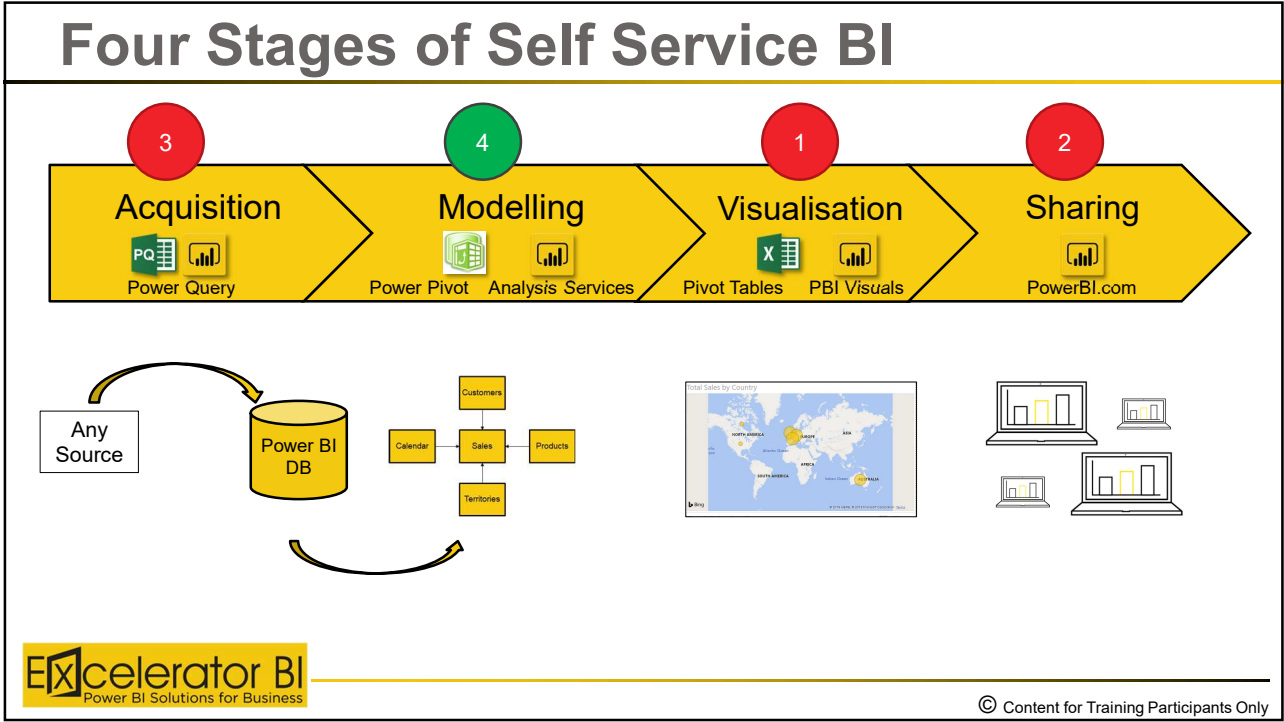 Four Stages of Self Service BI
3
4
1
2
Acquisition
Modelling
Visualisation
Sharing
PQ
X
Power Query
Power Pivot
Analysis Services
Pivot Tables
PBI Visuals
PowerBI.com
Any
Source
Power BI
DB
Customers
Calendar
Sales
Products
Territories
Total Sales by Country
NORTH AMERICA
EUROPE
ASIA
AFRICA
SOUTH AMERICA
AUSTRALIA
Bing
EXcelerator BI
Power BI Solutions for Business
© Content for Training Participants Only